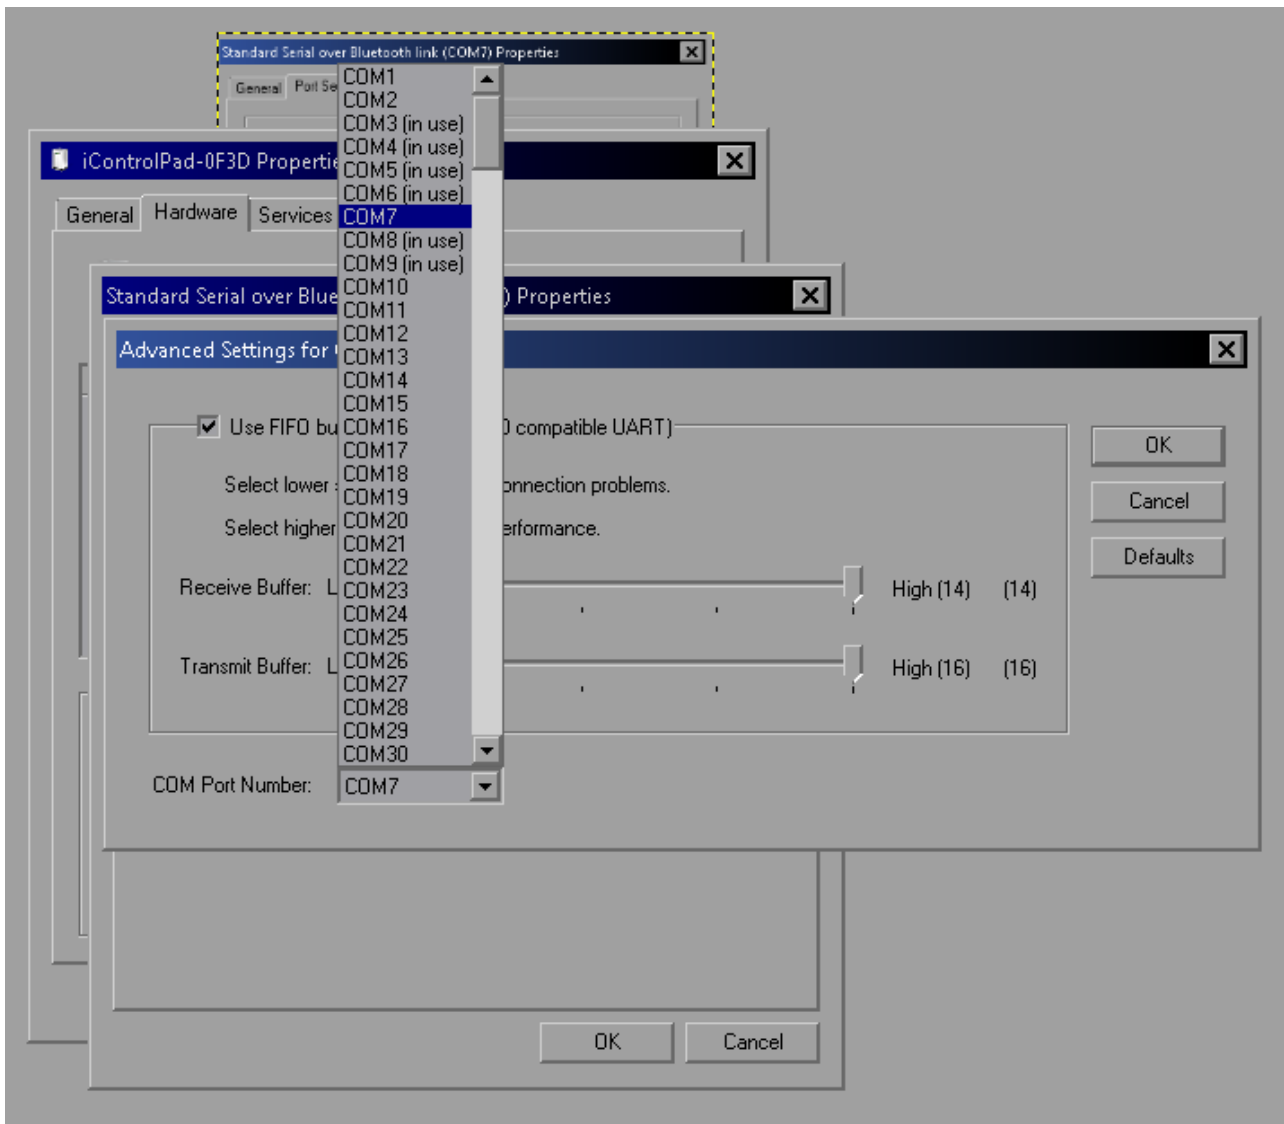 Standard Serial over Bluetooth link (COM7) Properties
General Port Se
iControlPad-0F3D Properti
General Hardware Services
Standard Serial over Blue ) Properties
Advanced Settings for
Use FIFO bu 0 compatible UART)
Select lower onnection problems.
Select higher erformance.
Receive Buffer: L High (14) (14)
Transmit Buffer: L High (16) (16)
COM Port Number: COM7
COM1
COM2
COM3 (in use)
COM4 (in use)
COM5 (in use)
COM6 (in use)
COM7
COM8 (in use)
COM9 (in use)
COM10
COM11
COM12
COM13
COM14
COM15
COM16
COM17
COM18
COM19
COM20
COM21
COM22
COM23
COM24
COM25
COM26
COM27
COM28
COM29
COM30
OK
Cancel
Defaults
OK Cancel